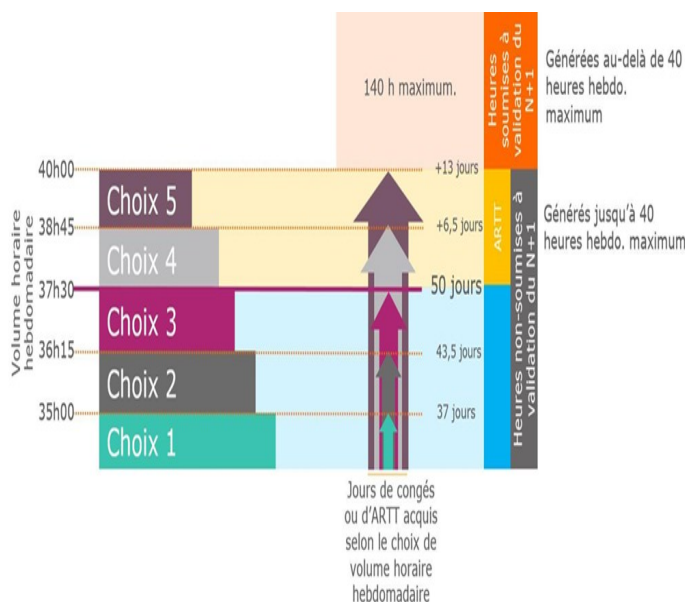 Heures
soumises à
validation du
N+1
Générées au-delà de 40
heures hebdo.
maximum
140 h maximum.
Volume horaire
hebdomadaire
40h00
+13 jours
Choix 5
38h45
+6,5 jours
Choix 4
37h30
50 jours
Choix 3
36h15
43,5 jours
Choix 2
35h00
37 jours
Choix 1
ARTT
Heures non-soumises à
validation du N+1
Générés jusqu'à 40
heures hebdo. maximum
Jours de congés
ou d'ARTT acquis
selon le choix de
volume horaire
hebdomadaire